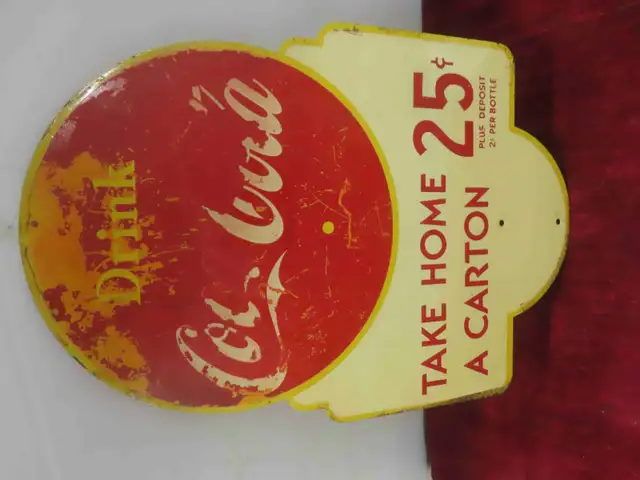 Drink
Coca-Cola
TAKE HOME 25¢
A CARTON
PLUS DEPOSIT
2¢ PER BOTTLE